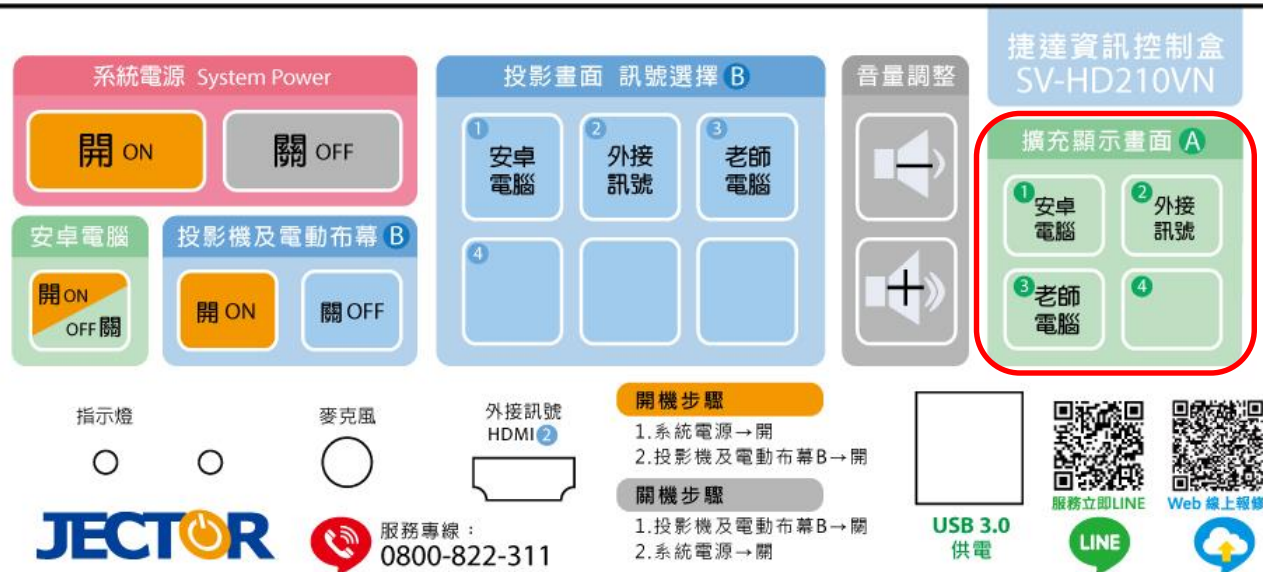 捷達資訊控制盒
SV-HD210VN
系統電源 System Power
開 ON
關 OFF
安卓電腦
開 ON
OFF 關
投影機及電動布幕 B
開 ON
關 OFF
投影畫面 訊號選擇 B
1
安卓
電腦
2
外接
訊號
3
老師
電腦
4
音量調整
擴充顯示畫面 A
1
安卓
電腦
2
外接
訊號
3
老師
電腦
4
指示燈
麥克風
外接訊號
HDMI 2
開機步驟
1.系統電源→開
2.投影機及電動布幕B→開
關機步驟
1.投影機及電動布幕B→關
2.系統電源→關
USB 3.0
供電
服務立即LINE
LINE
Web 線上報修
JECTOR
服務專線：
0800-822-311